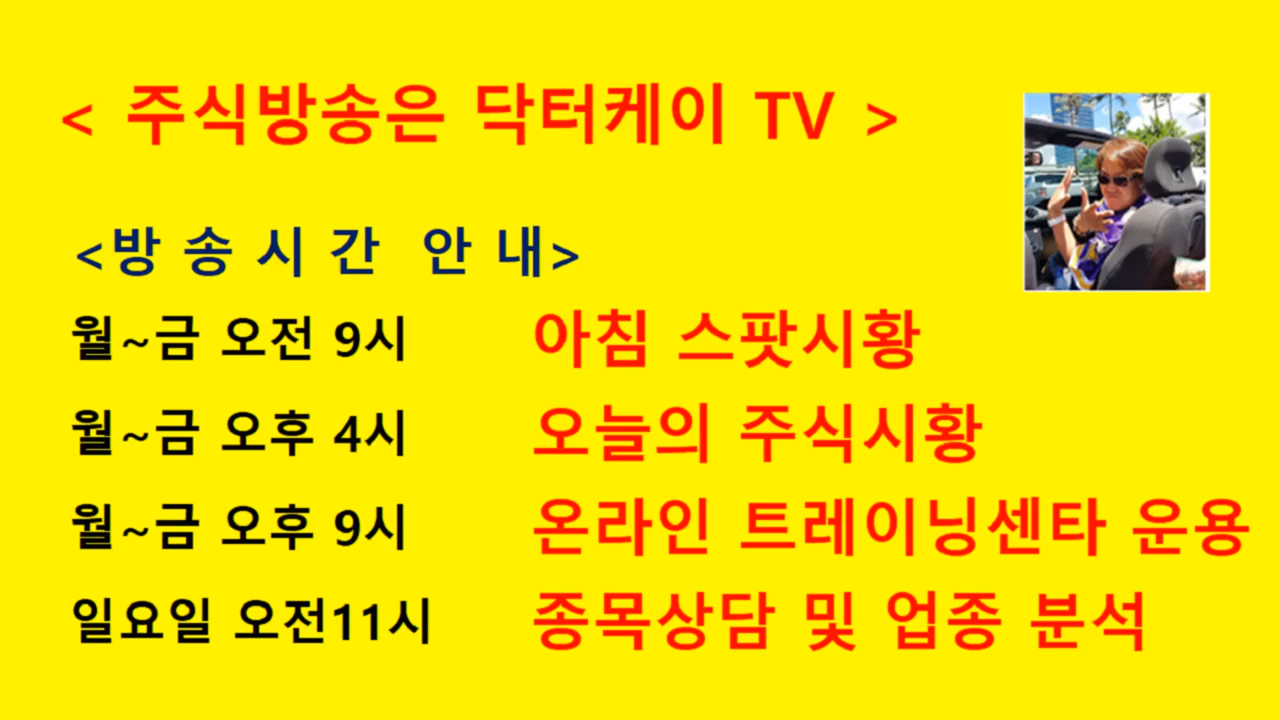 < 주식방송은 닥터케이 TV >
<방 송 시 간 안 내>
월~금 오전 9시 아침 스팟시황
월~금 오후 4시 오늘의 주식시황
월~금 오후 9시 온라인 트레이닝센타 운용
일요일 오전11시 종목상담 및 업종 분석